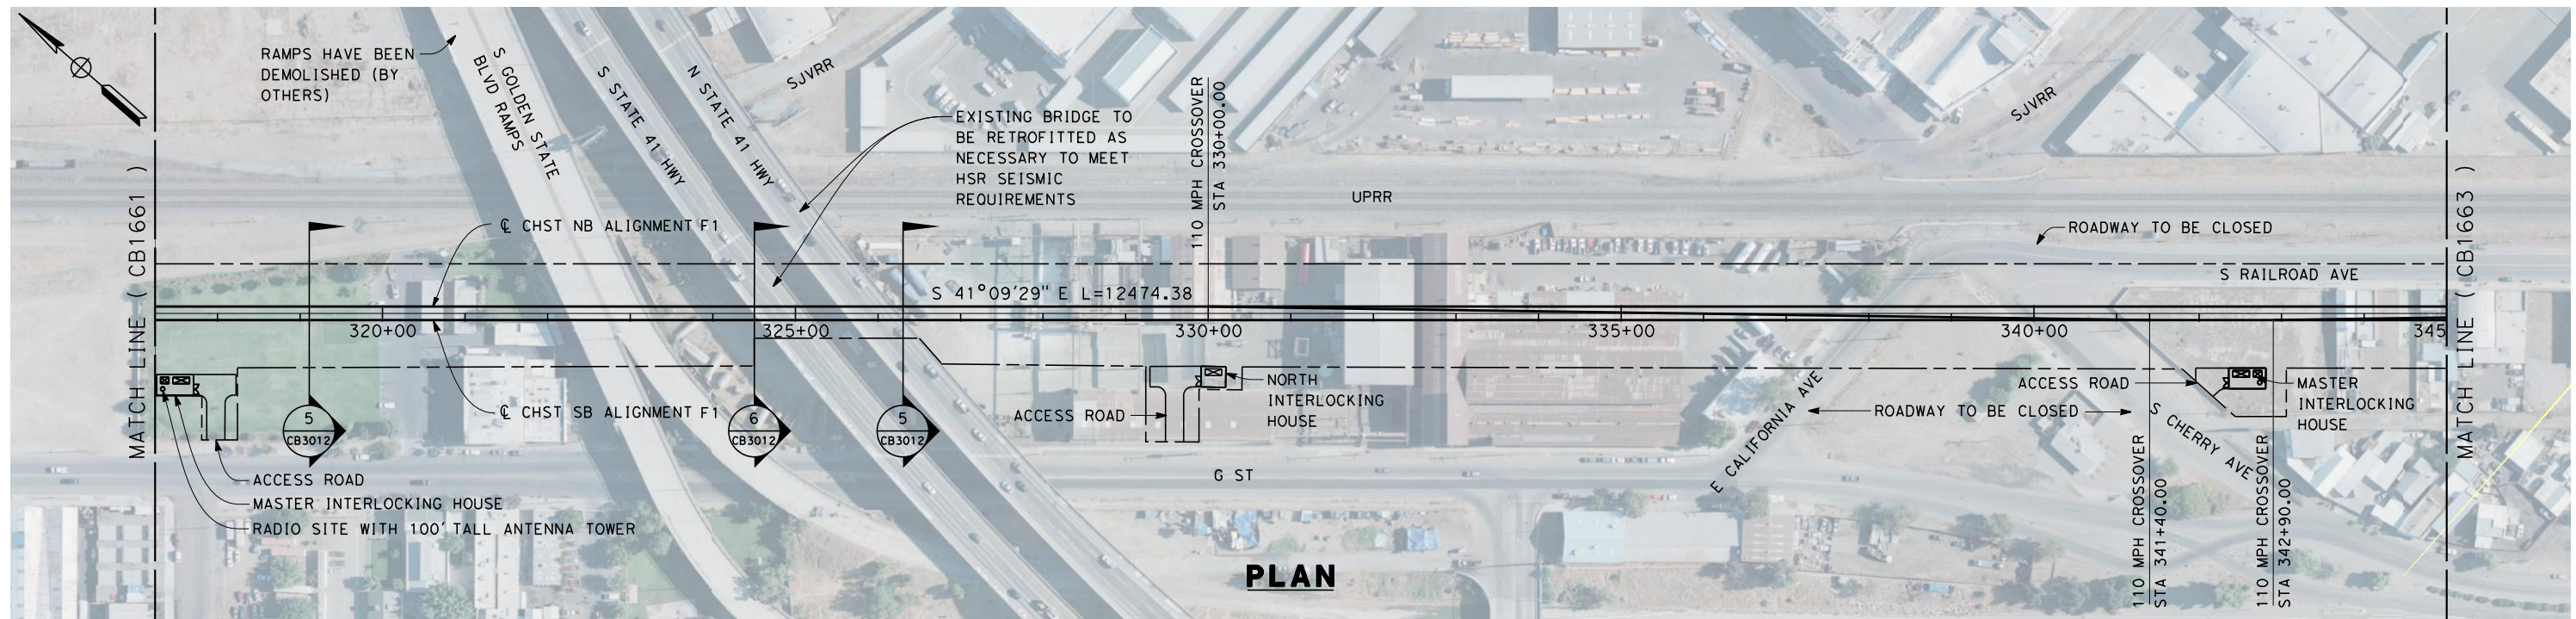 RAMPS HAVE BEEN
DEMOLISHED (BY
OTHERS)
S GOLDEN STATE
BLVD RAMPS
S STATE 41 HWY
N STATE 41 HWY
SJVRR
EXISTING BRIDGE TO
BE RETROFITTED AS
NECESSARY TO MEET
HSR SEISMIC
REQUIREMENTS
110 MPH CROSSOVER
STA 330+00.00
UPRR
SJVRR
ROADWAY TO BE CLOSED
S RAILROAD AVE
MATCH LINE ( CB1661 )
MATCH LINE ( CB1663 )
℄ CHST NB ALIGNMENT F1
S 41°09'29" E L=12474.38
320+00
325+00
330+00
335+00
340+00
345
℄ CHST SB ALIGNMENT F1
5
CB3012
6
CB3012
5
CB3012
ACCESS ROAD
NORTH
INTERLOCKING
HOUSE
E CALIFORNIA AVE
ROADWAY TO BE CLOSED
ACCESS ROAD
S CHERRY AVE
MASTER
INTERLOCKING
HOUSE
110 MPH CROSSOVER
STA 341+40.00
110 MPH CROSSOVER
STA 342+90.00
G ST
ACCESS ROAD
MASTER INTERLOCKING HOUSE
RADIO SITE WITH 100' TALL ANTENNA TOWER
PLAN